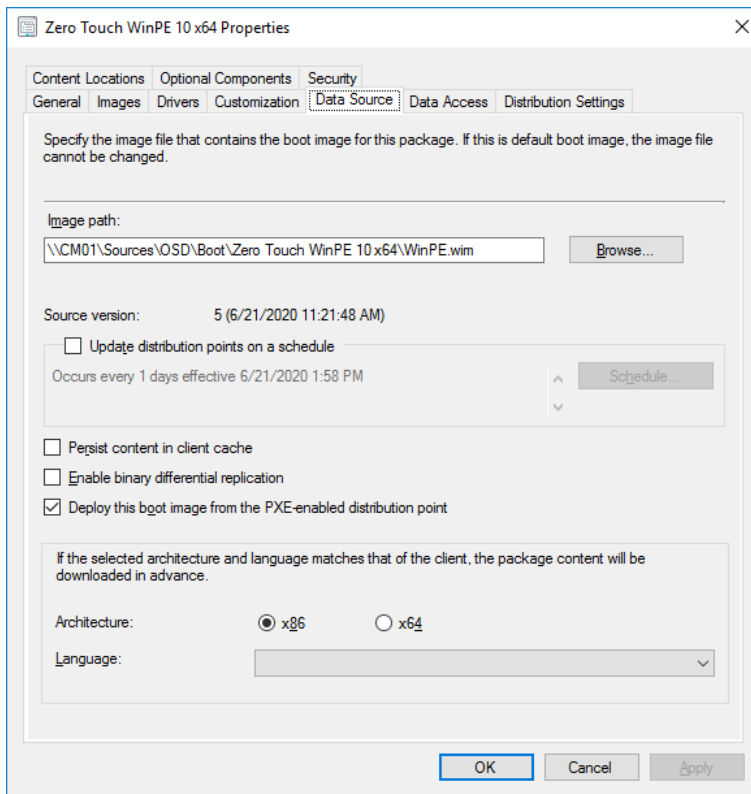 Zero Touch WinPE 10 x64 Properties
Content Locations Optional Components Security
General Images Drivers Customization Data Source Data Access Distribution Settings
Specify the image file that contains the boot image for this package. If this is default boot image, the image file
cannot be changed.
Image path:
\\CM01\Sources\OSD\Boot\Zero Touch WinPE 10 x64\WinPE.wim Browse...
Source version: 5 (6/21/2020 11:21:48 AM)
Update distribution points on a schedule
Occurs every 1 days effective 6/21/2020 1:58 PM Schedule...
Persist content in client cache
Enable binary differential replication
Deploy this boot image from the PXE-enabled distribution point
If the selected architecture and language matches that of the client, the package content will be
downloaded in advance.
Architecture: x86 x64
Language:
OK Cancel Apply